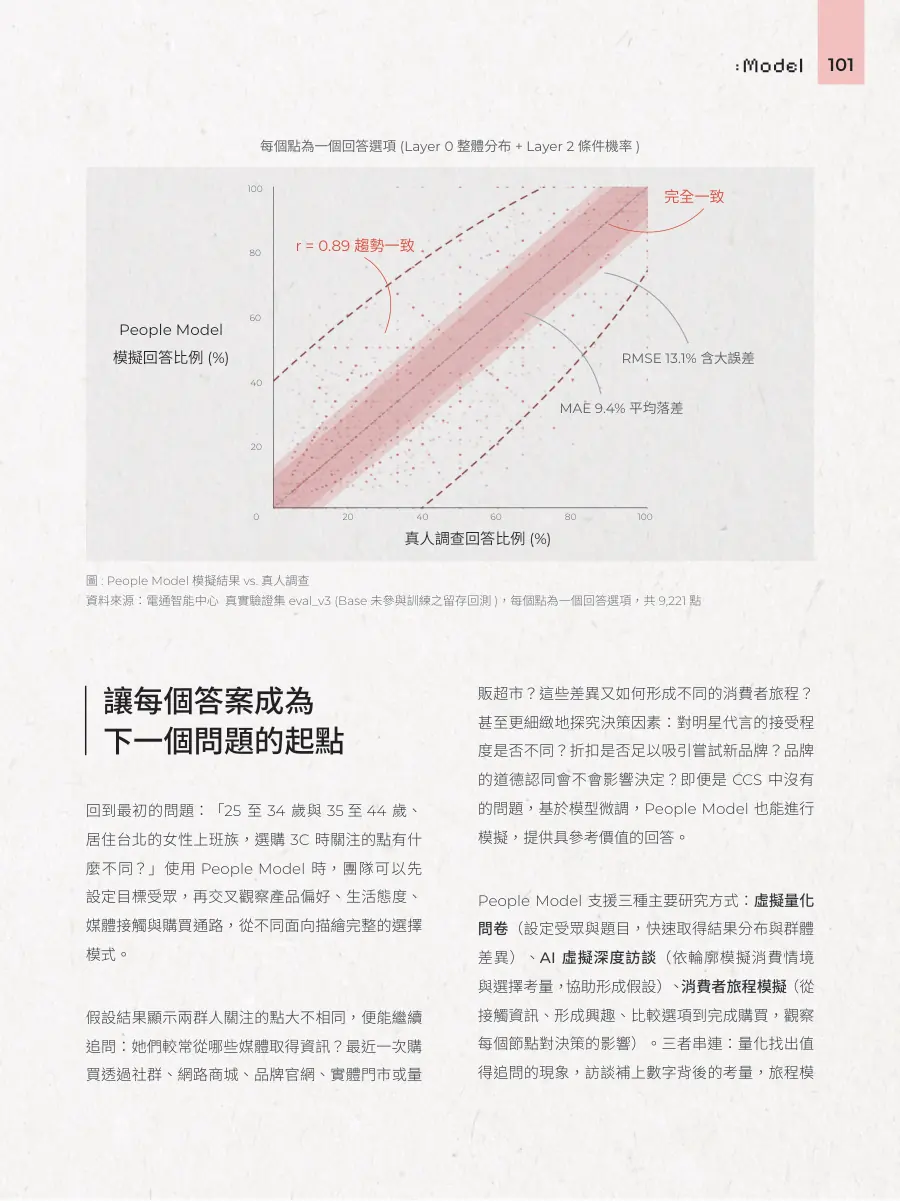 :Model
101
每個點為一個回答選項 (Layer 0 整體分布 + Layer 2 條件機率 )
100
80
60
40
20
0
20
40
60
80
100
完全一致
r = 0.89 趨勢一致
People Model
模擬回答比例 (%)
RMSE 13.1% 含大誤差
MAE 9.4% 平均落差
真人調查回答比例 (%)
圖 : People Model 模擬結果 vs. 真人調查
資料來源：電通智能中心 真實驗證集 eval_v3 (Base 未參與訓練之留存回測 )，每個點為一個回答選項，共 9,221 點
讓每個答案成為
下一個問題的起點
回到最初的問題：「25 至 34 歲與 35 至 44 歲、
居住台北的女性上班族，選購 3C 時關注的點有什
麼不同？」使用 People Model 時，團隊可以先
設定目標受眾，再交叉觀察產品偏好、生活態度、
媒體接觸與購買通路，從不同面向描繪完整的選擇
模式。
假設結果顯示兩群人關注的點大不相同，便能繼續
追問：她們較常從哪些媒體取得資訊？最近一次購
買透過社群、網路商城、品牌官網、實體門市或量
販超市？這些差異又如何形成不同的消費者旅程？
甚至更細緻地探究決策因素：對明星代言的接受程
度是否不同？折扣是否足以吸引嘗試新品牌？品牌
的道德認同會不會影響決定？即便是 CCS 中沒有
的問題，基於模型微調，People Model 也能進行
模擬，提供具參考價值的回答。
People Model 支援三種主要研究方式：虛擬量化
問卷（設定受眾與題目，快速取得結果分布與群體
差異）、AI 虛擬深度訪談（依輪廓模擬消費情境
與選擇考量，協助形成假設）、消費者旅程模擬（從
接觸資訊、形成興趣、比較選項到完成購買，觀察
每個節點對決策的影響）。三者串連：量化找出值
得追問的現象，訪談補上數字背後的考量，旅程模